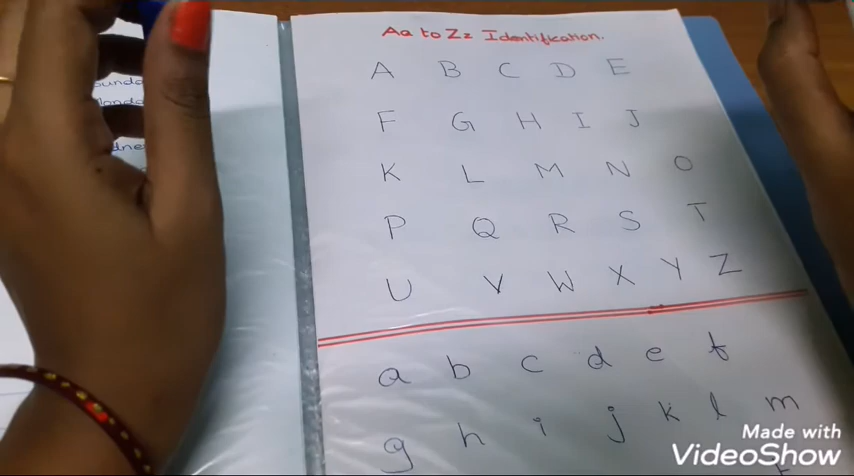 Aa to Zz Identification.
A B C D E
F G H I J
K L M N O
P Q R S T
U V W X Y Z
a b c d e f
g h i j k l m
Made with
VideoShow